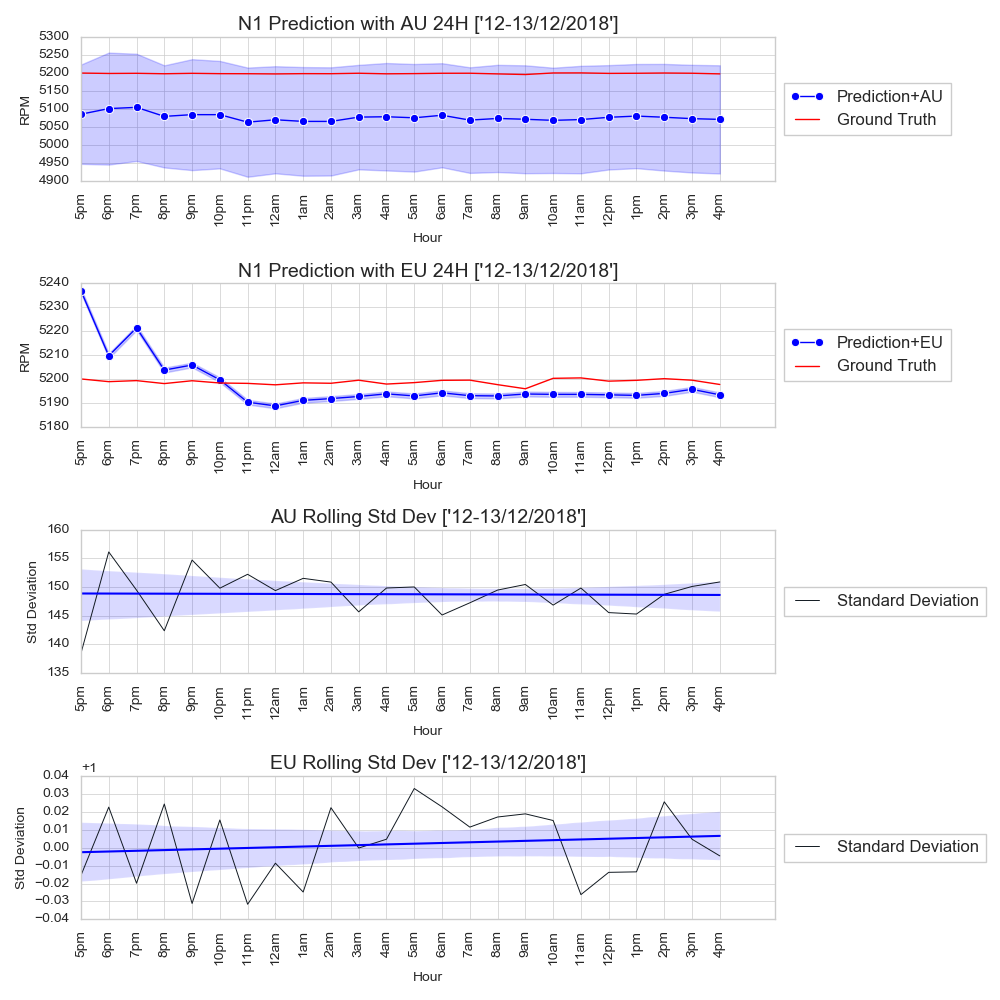 N1 Prediction with AU 24H ['12-13/12/2018']
5300
5250
5200
5150
5100
5050
5000
4950
4900
RPM
5pm 6pm 7pm 8pm 9pm 10pm 11pm 12am 1am 2am 3am 4am 5am 6am 7am 8am 9am 10am 11am 12pm 1pm 2pm 3pm 4pm
Hour
Prediction+AU
Ground Truth
N1 Prediction with EU 24H ['12-13/12/2018']
5240
5230
5220
5210
5200
5190
5180
RPM
5pm 6pm 7pm 8pm 9pm 10pm 11pm 12am 1am 2am 3am 4am 5am 6am 7am 8am 9am 10am 11am 12pm 1pm 2pm 3pm 4pm
Hour
Prediction+EU
Ground Truth
AU Rolling Std Dev ['12-13/12/2018']
160
155
150
145
140
135
Std Deviation
5pm 6pm 7pm 8pm 9pm 10pm 11pm 12am 1am 2am 3am 4am 5am 6am 7am 8am 9am 10am 11am 12pm 1pm 2pm 3pm 4pm
Hour
Standard Deviation
EU Rolling Std Dev ['12-13/12/2018']
+1
0.04
0.03
0.02
0.01
0.00
−0.01
−0.02
−0.03
−0.04
Std Deviation
5pm 6pm 7pm 8pm 9pm 10pm 11pm 12am 1am 2am 3am 4am 5am 6am 7am 8am 9am 10am 11am 12pm 1pm 2pm 3pm 4pm
Hour
Standard Deviation